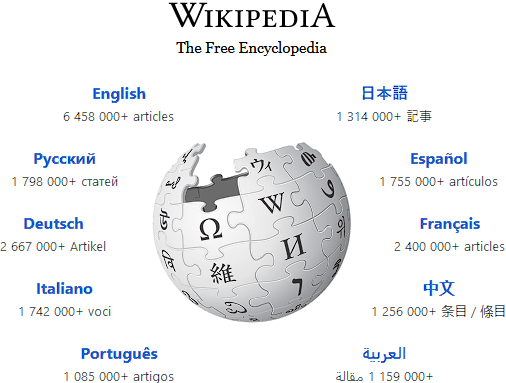 WIKIPEDIA
The Free Encyclopedia
English
6 458 000+ articles
日本語
1 314 000+ 記事
Русский
1 798 000+ статей
Español
1 755 000+ artículos
Deutsch
2 667 000+ Artikel
Français
2 400 000+ articles
Italiano
1 742 000+ voci
中文
1 256 000+ 条目 / 條目
Português
1 085 000+ artigos
العربية
1 159 000+ مقالة
ウィ
W
Ω
И
維